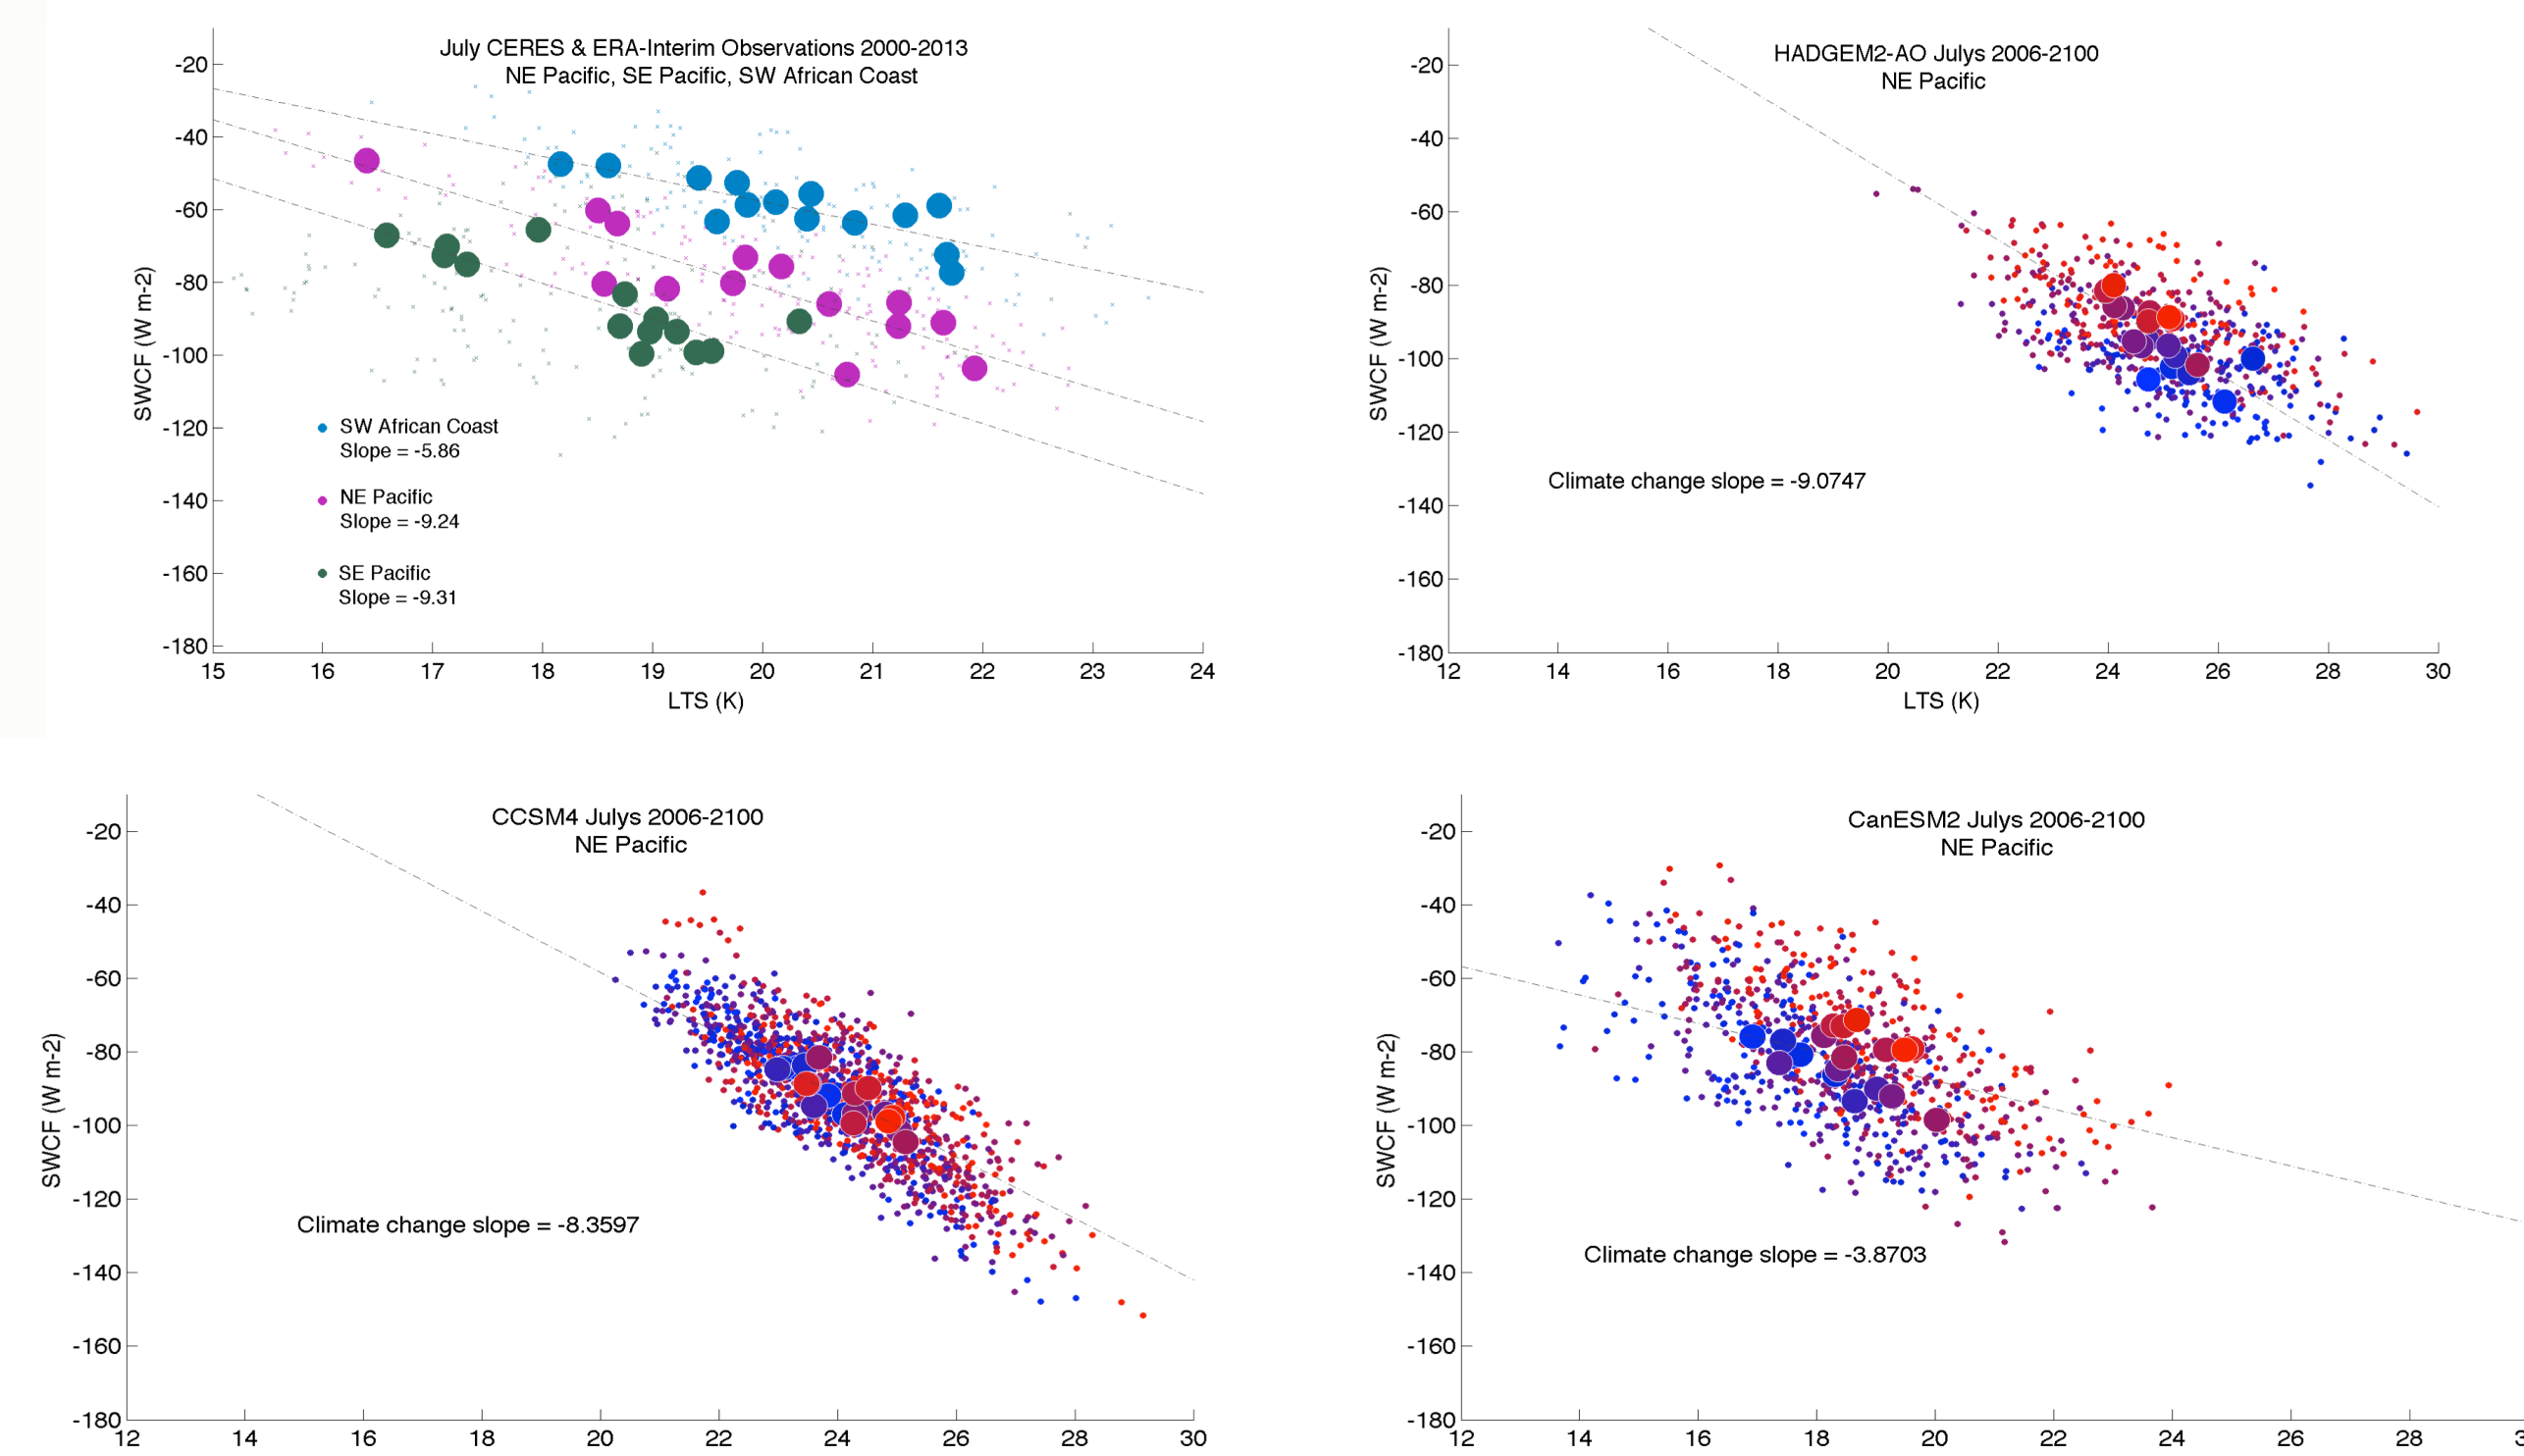 July CERES & ERA-Interim Observations 2000-2013
NE Pacific, SE Pacific, SW African Coast
-20
-40
-60
-80
-100
-120
-140
-160
-180
SWCF (W m-2)
SW African Coast
Slope = -5.86
NE Pacific
Slope = -9.24
SE Pacific
Slope = -9.31
15 16 17 18 19 20 21 22 23 24
LTS (K)
HADGEM2-AO Julys 2006-2100
NE Pacific
-20
-40
-60
-80
-100
-120
-140
-160
-180
SWCF (W m-2)
Climate change slope = -9.0747
12 14 16 18 20 22 24 26 28 30
LTS (K)
CCSM4 Julys 2006-2100
NE Pacific
-20
-40
-60
-80
-100
-120
-140
-160
-180
SWCF (W m-2)
Climate change slope = -8.3597
12 14 16 18 20 22 24 26 28 30
CanESM2 Julys 2006-2100
NE Pacific
-20
-40
-60
-80
-100
-120
-140
-160
-180
SWCF (W m-2)
Climate change slope = -3.8703
12 14 16 18 20 22 24 26 28